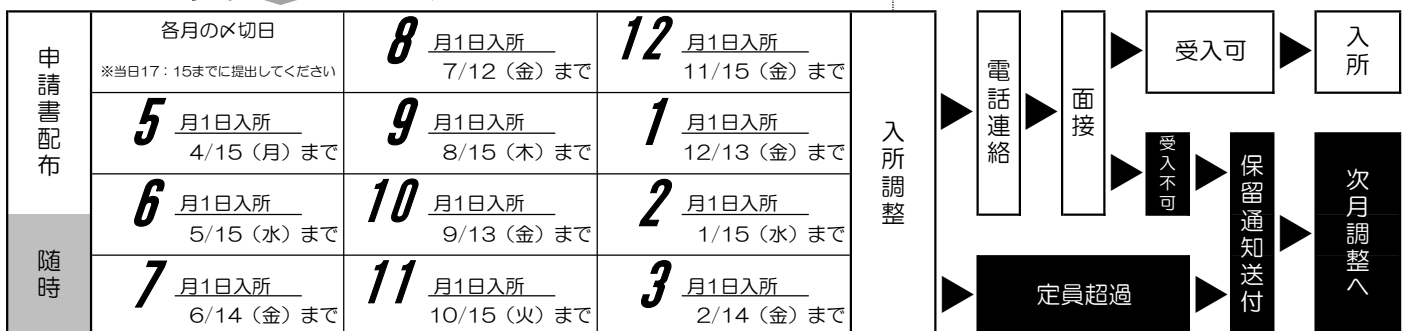 申請書配布
随時
各月の〆切日
※当日17：15までに提出してください
5月1日入所
4/15（月）まで
6月1日入所
5/15（水）まで
7月1日入所
6/14（金）まで
8月1日入所
7/12（金）まで
9月1日入所
8/15（木）まで
10月1日入所
9/13（金）まで
11月1日入所
10/15（火）まで
12月1日入所
11/15（金）まで
1月1日入所
12/13（金）まで
2月1日入所
1/15（水）まで
3月1日入所
2/14（金）まで
入所調整
電話連絡
面接
受入可
入所
受入不可
定員超過
保留通知送付
次月調整へ